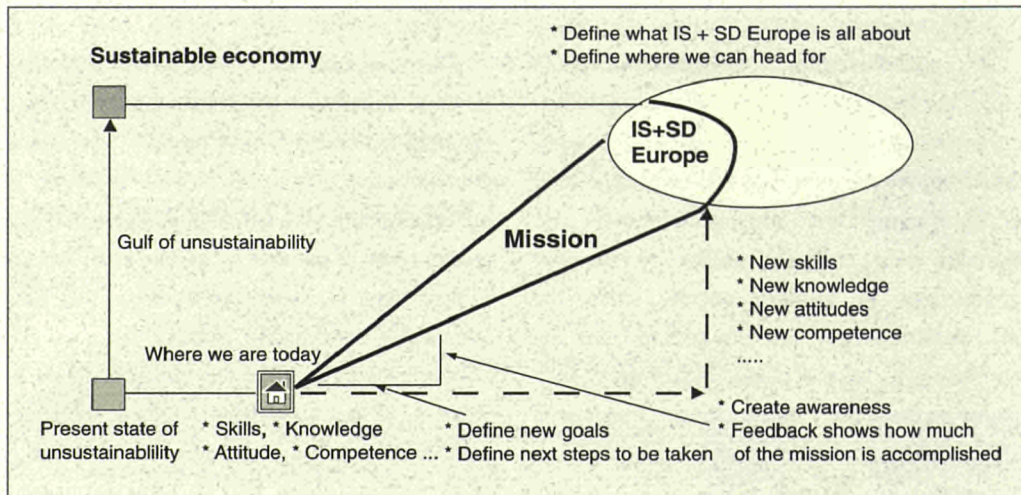 * Define what IS + SD Europe is all about
* Define where we can head for
Sustainable economy
IS+SD
Europe
Gulf of unsustainability
Mission
* New skills
* New knowledge
* New attitudes
* New competence
.....
Where we are today
Present state of
unsustainablility
* Skills, * Knowledge
* Attitude, * Competence ...
* Define new goals
* Define next steps to be taken
* Create awareness
* Feedback shows how much
of the mission is accomplished